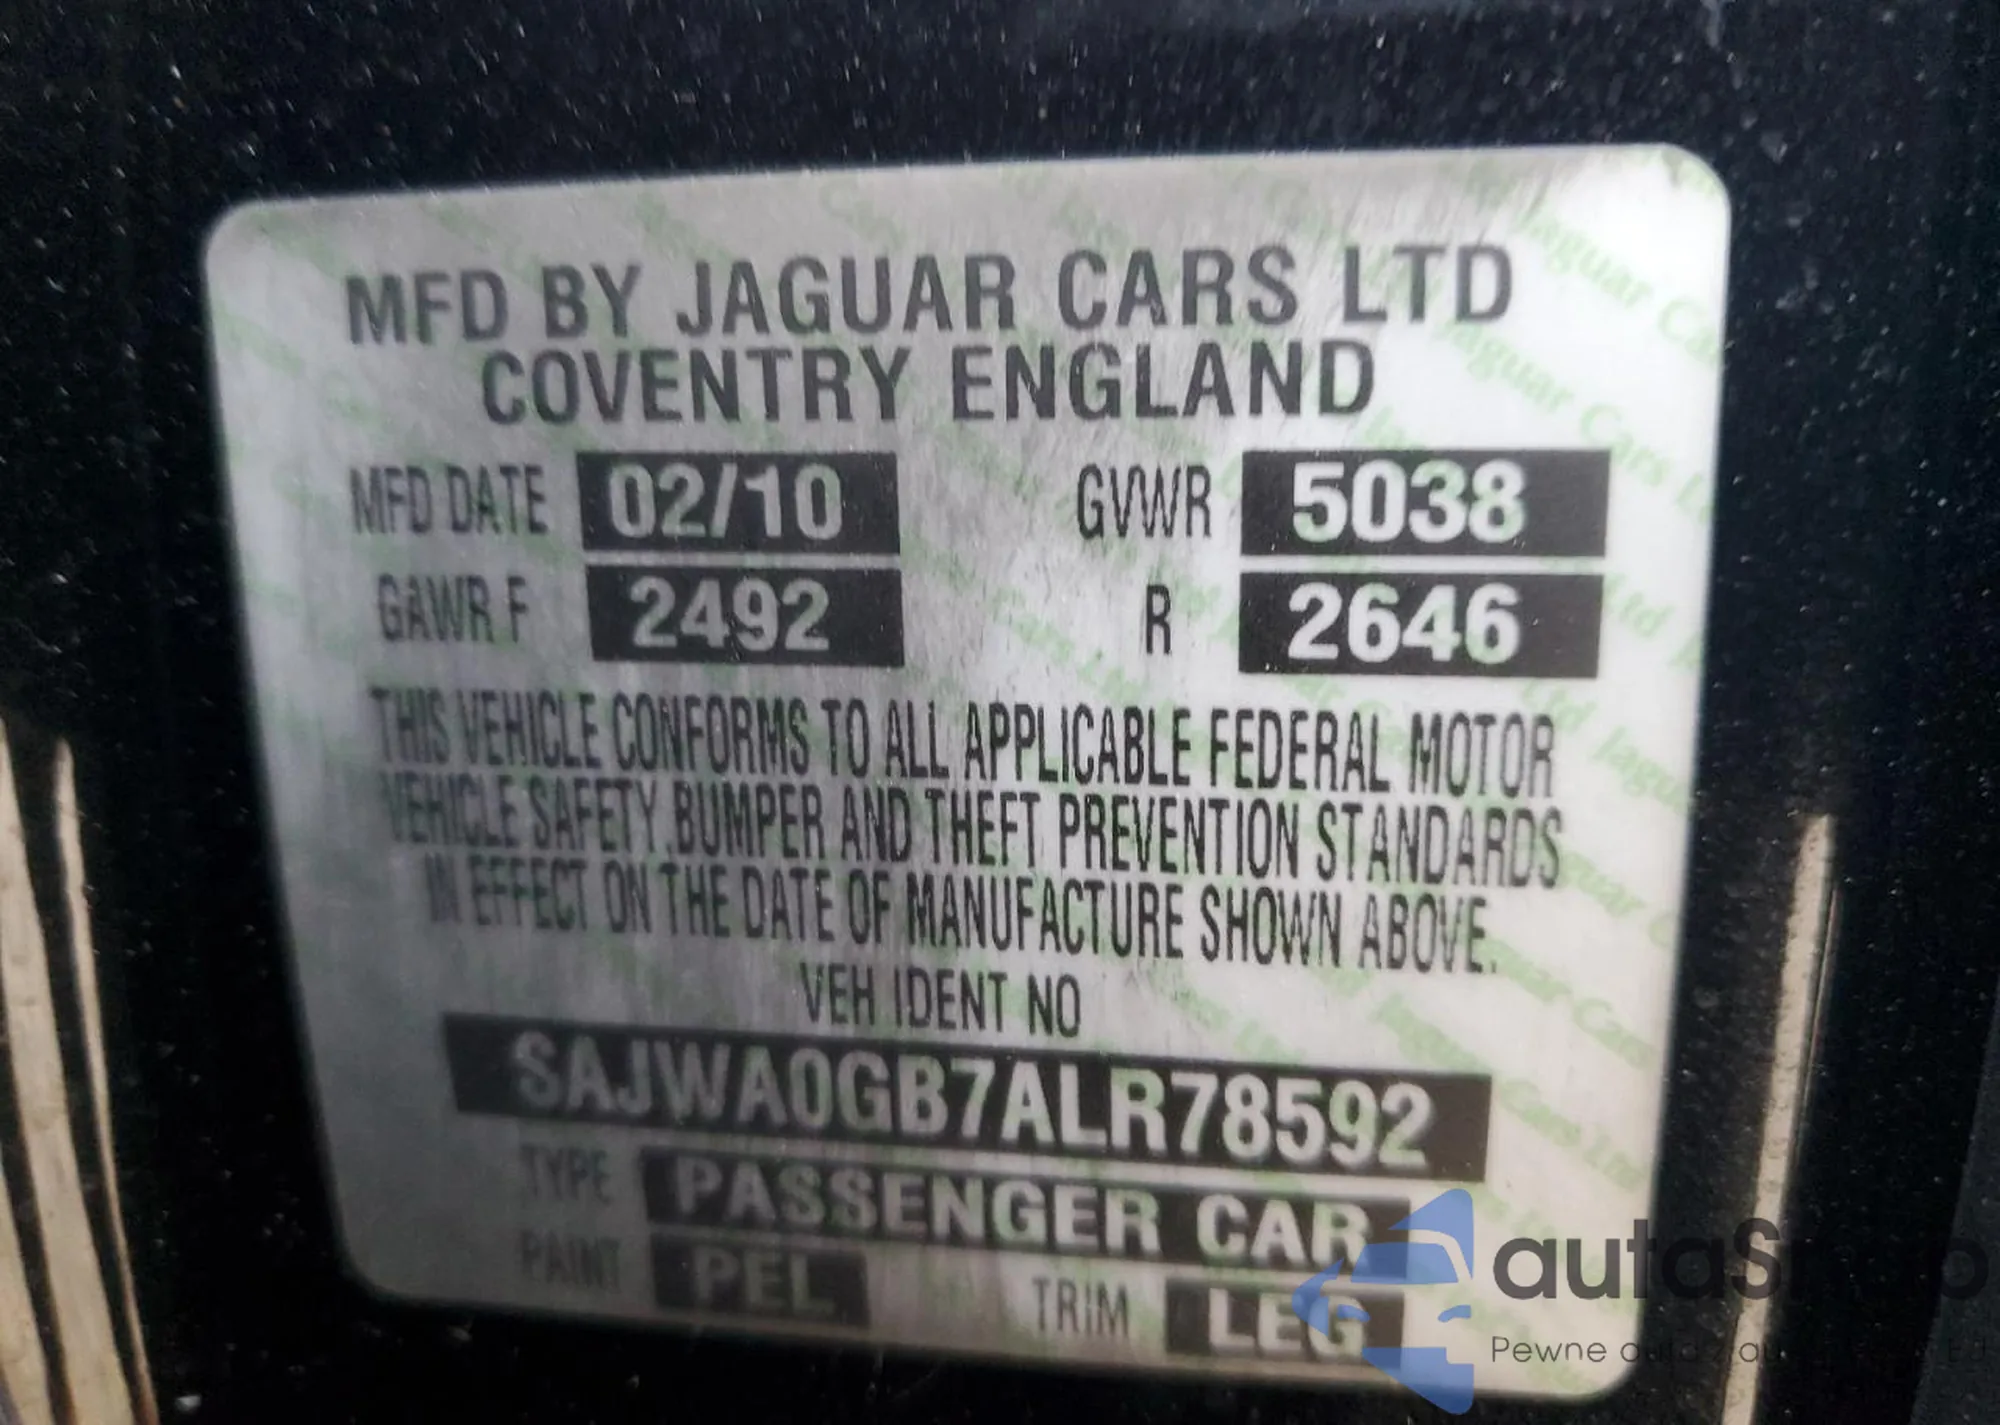 MFD BY JAGUAR CARS LTD
COVENTRY ENGLAND
MFD DATE 02/10 GVWR 5038
GAWR F 2492 R 2646
THIS VEHICLE CONFORMS TO ALL APPLICABLE FEDERAL MOTOR
VEHICLE SAFETY,BUMPER AND THEFT PREVENTION STANDARDS
IN EFFECT ON THE DATE OF MANUFACTURE SHOWN ABOVE.
VEH IDENT NO
SAJWA0GB7ALR78592
TYPE PASSENGER CAR
PAINT PEL TRIM LEG
autaSnap
Pewne auta z